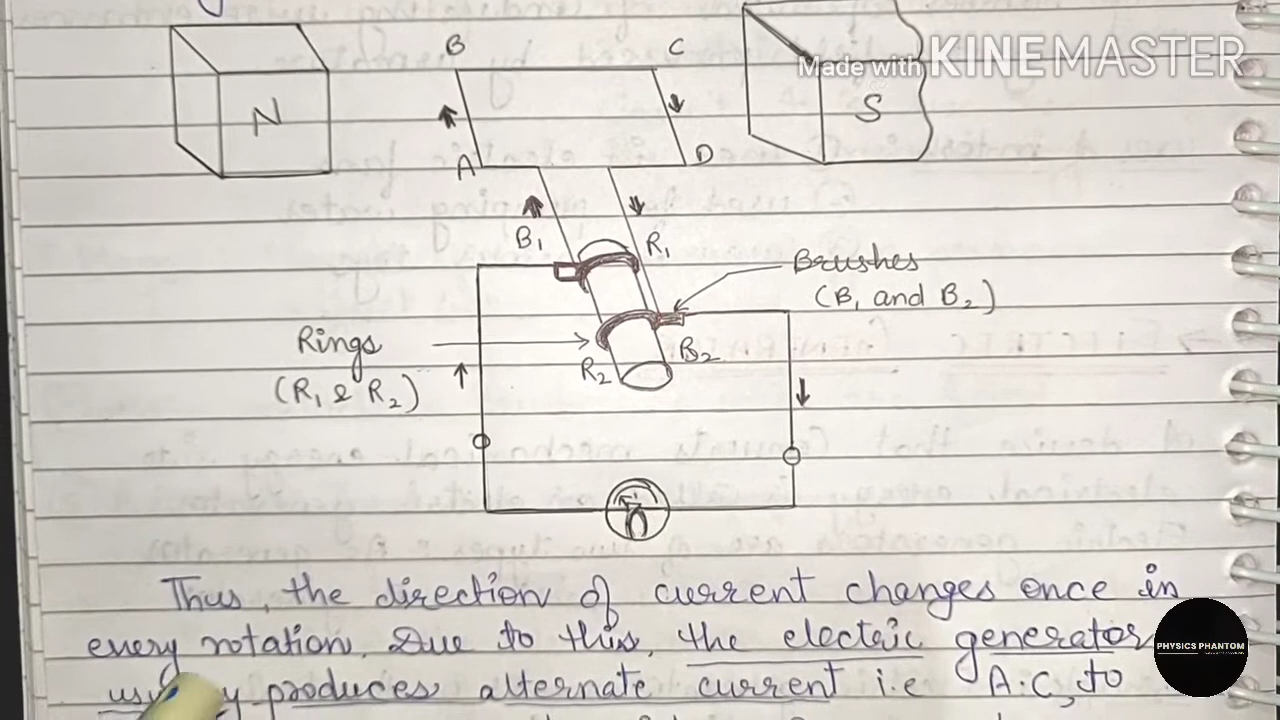 Made with KINEMASTER
B C
N S
A D
B1 R1
Brushes
(B1 and B2)
Rings
(R1 & R2)
R2 B2
Thus, the direction of current changes once in
every rotation. Due to this, the electric generator
produces alternate current i.e A.C, to
PHYSICS PHANTOM